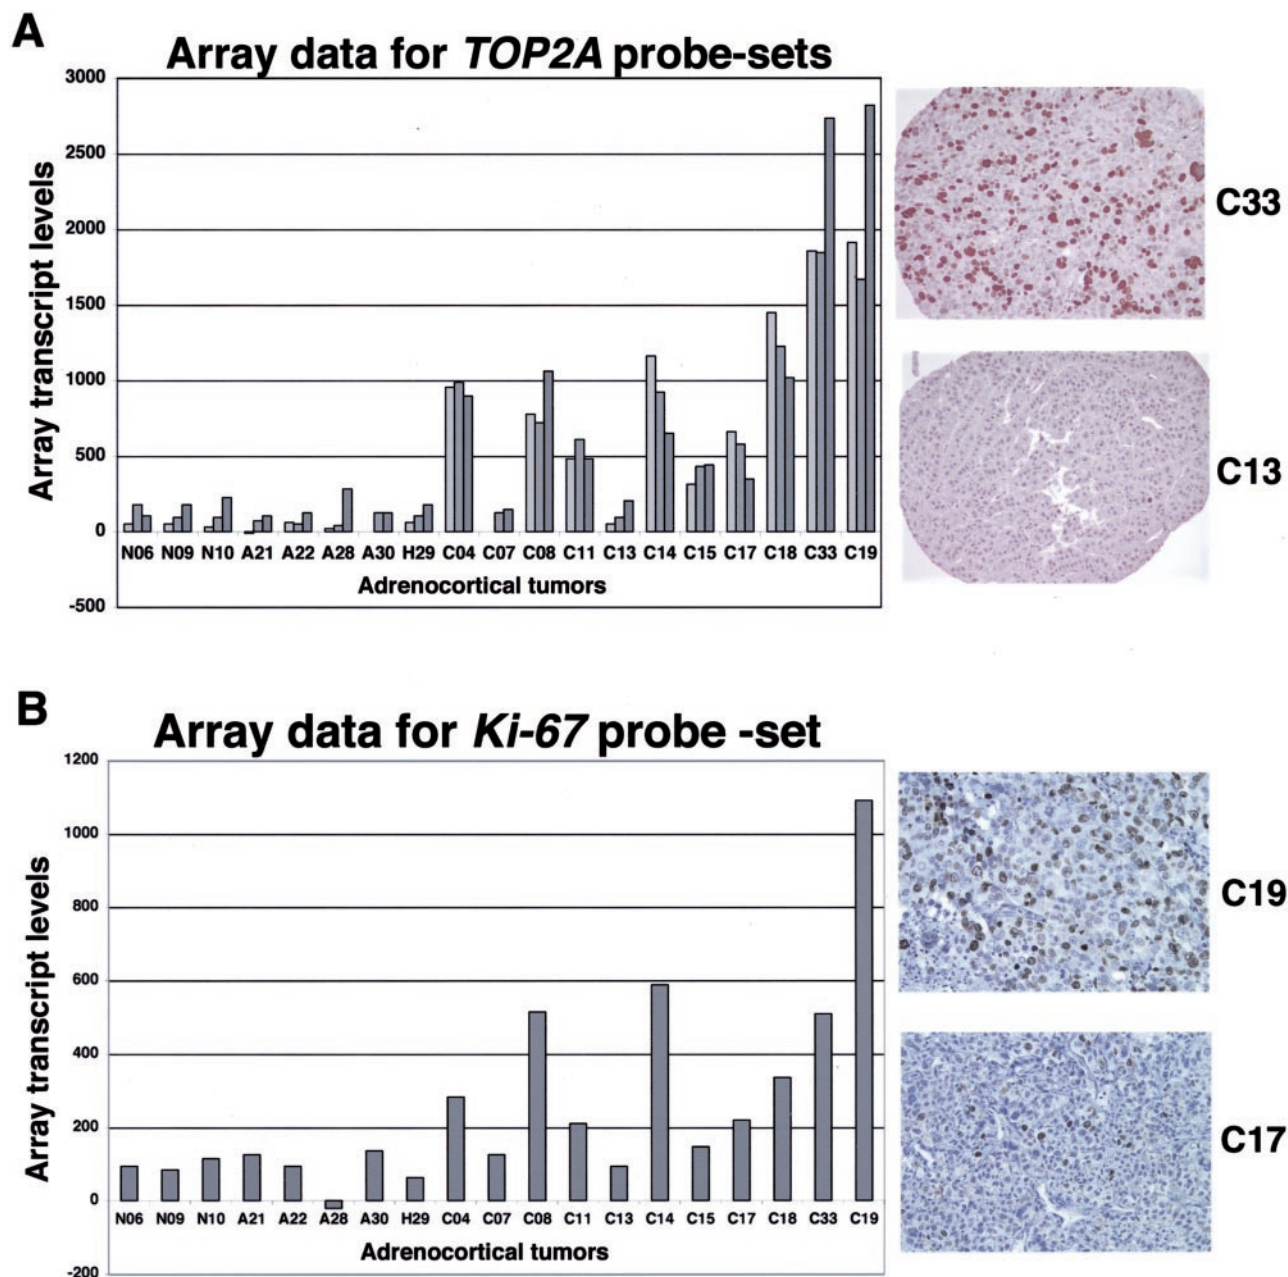 A
Array data for TOP2A probe-sets
Array transcript levels
3000
2500
2000
1500
1000
500
0
-500
N06 N09 N10 A21 A22 A28 A30 H29 C04 C07 C08 C11 C13 C14 C15 C17 C18 C33 C19
Adrenocortical tumors
C33
C13
B
Array data for Ki-67 probe -set
Array transcript levels
1200
1000
800
600
400
200
0
-200
N06 N09 N10 A21 A22 A28 A30 H29 C04 C07 C08 C11 C13 C14 C15 C17 C18 C33 C19
Adrenocortical tumors
C19
C17